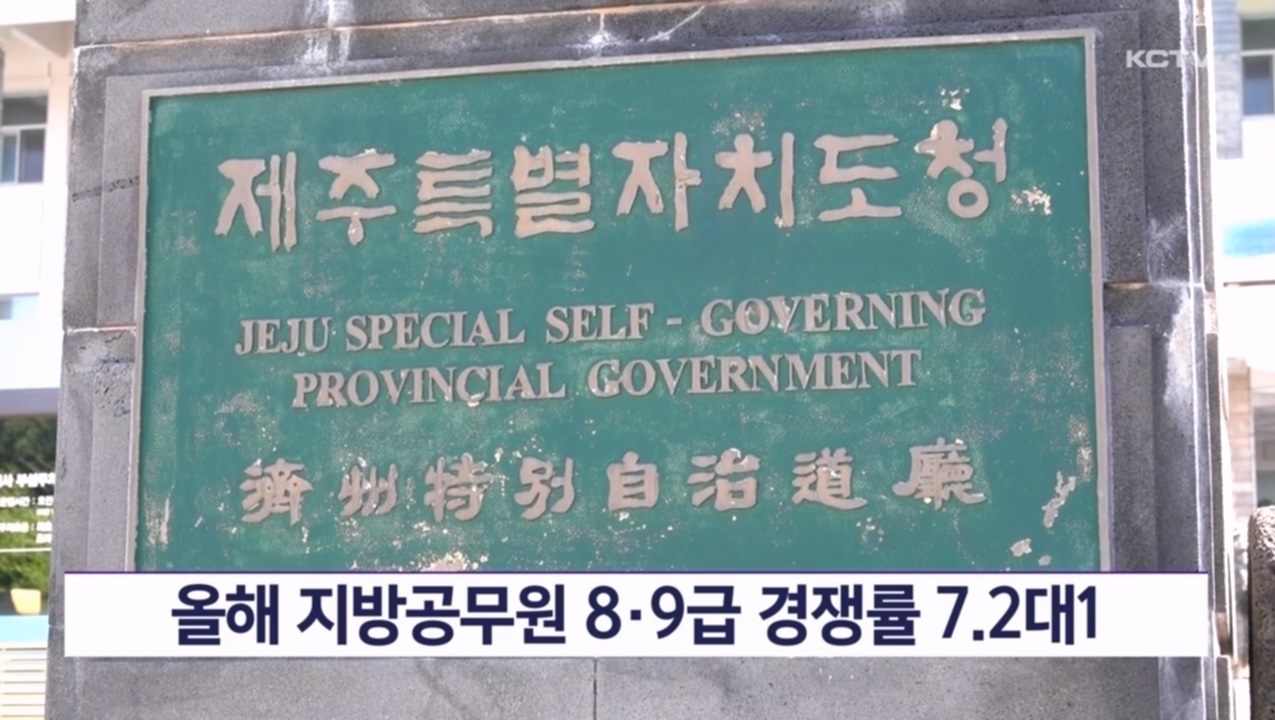 KCTV
제주특별자치도청
JEJU SPECIAL SELF - GOVERNING
PROVINCIAL GOVERNMENT
濟州特別自治道廳
올해 지방공무원 8·9급 경쟁률 7.2대1